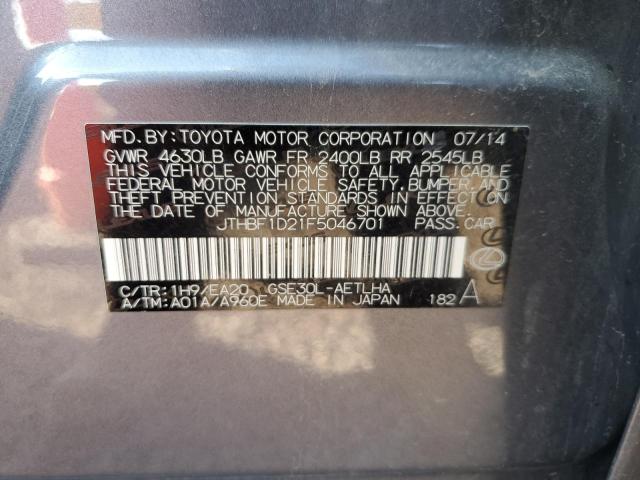 MFD.BY:TOYOTA MOTOR CORPORATION 07/14
GVWR 4630LB GAWR FR 2400LB RR 2545LB
THIS VEHICLE CONFORMS TO ALL APPLICABLE
FEDERAL MOTOR VEHICLE SAFETY,BUMPER,AND
THEFT PREVENTION STANDARDS IN EFFECT ON
THE DATE OF MANUFACTURE SHOWN ABOVE.
JTHBF1D21F5046701 PASS.CAR
C/TR:1H9/EA20 GSE30L-AETLHA
A/TM:A01A/A960E MADE IN JAPAN 182 A